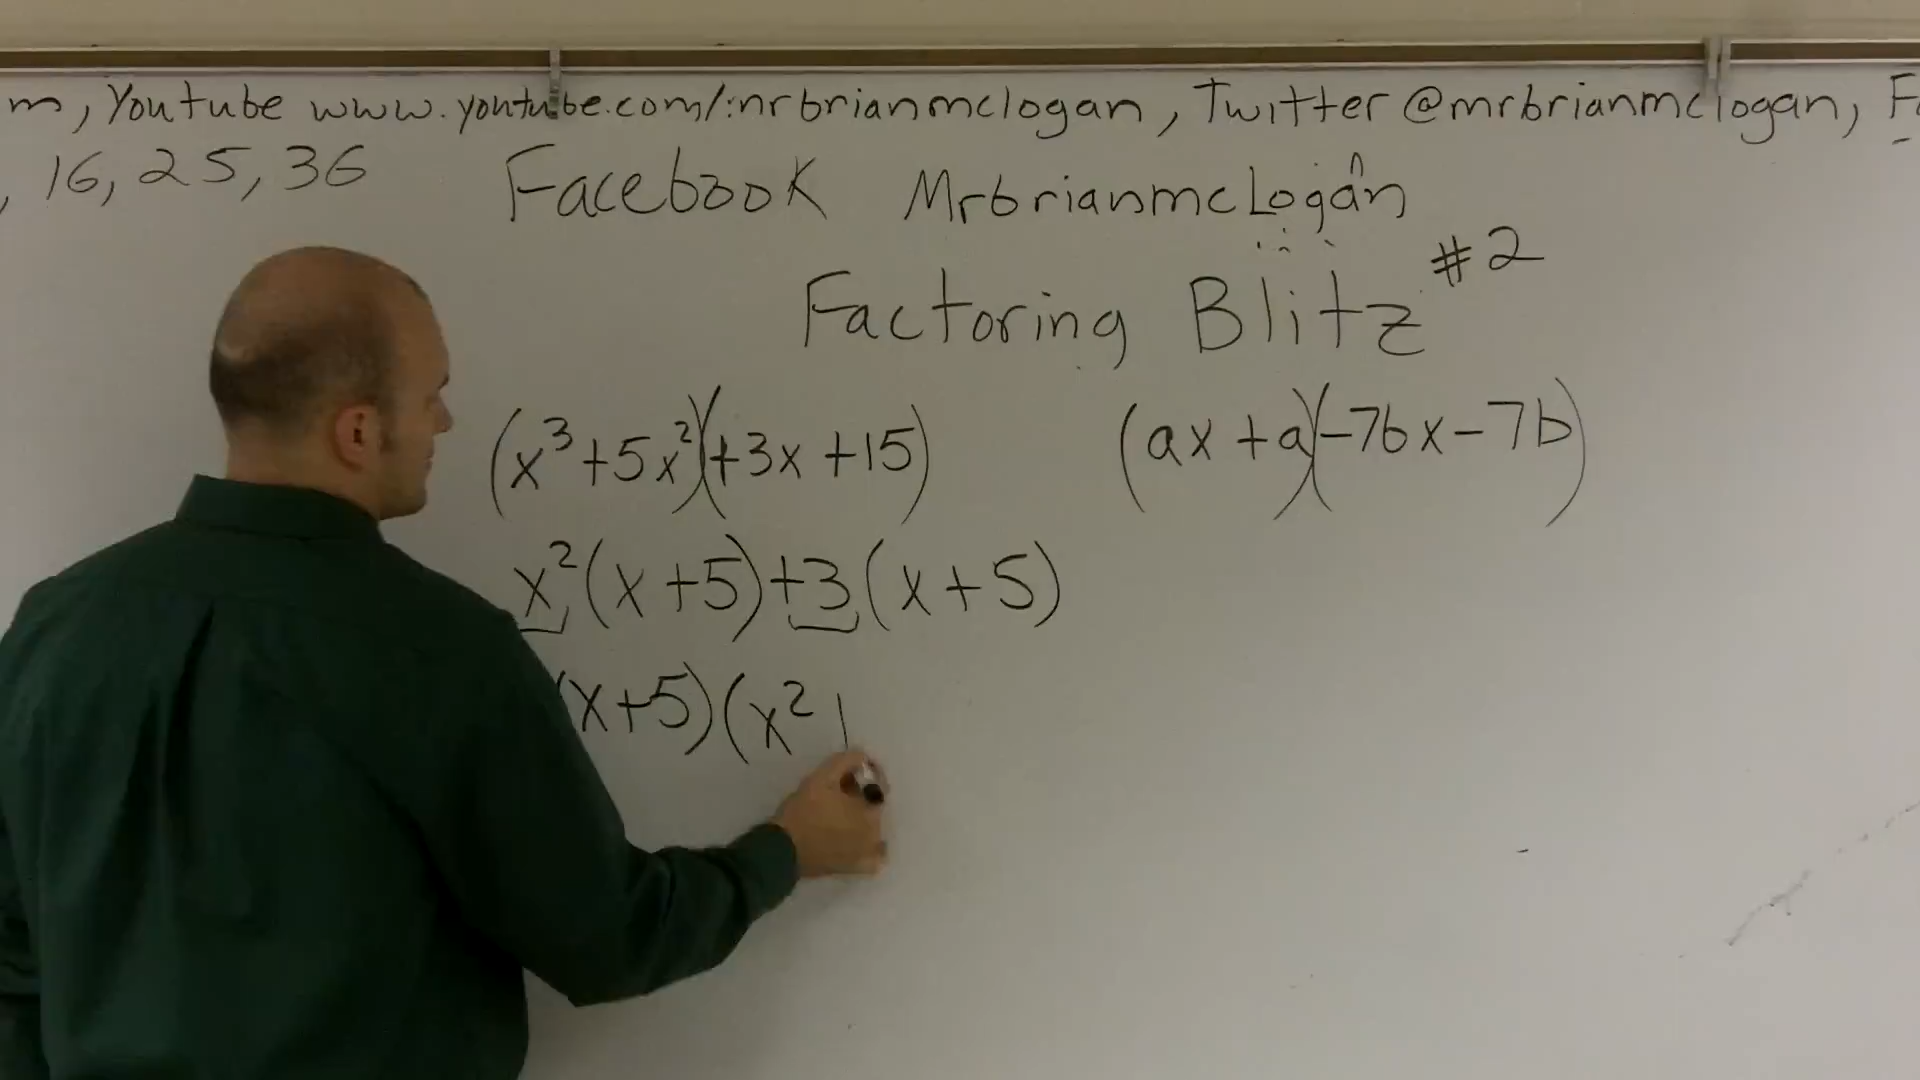 m, Youtube www.youtube.com/mrbrianmclogan, Twitter @mrbrianmclogan,
, 16, 25, 36
Facebook MrbrianmcLogan
Factoring Blitz #2
(x³+5x²)(+3x+15)
(ax+a)(-7bx-7b)
x²(x+5)+3(x+5)
(x+5)(x²